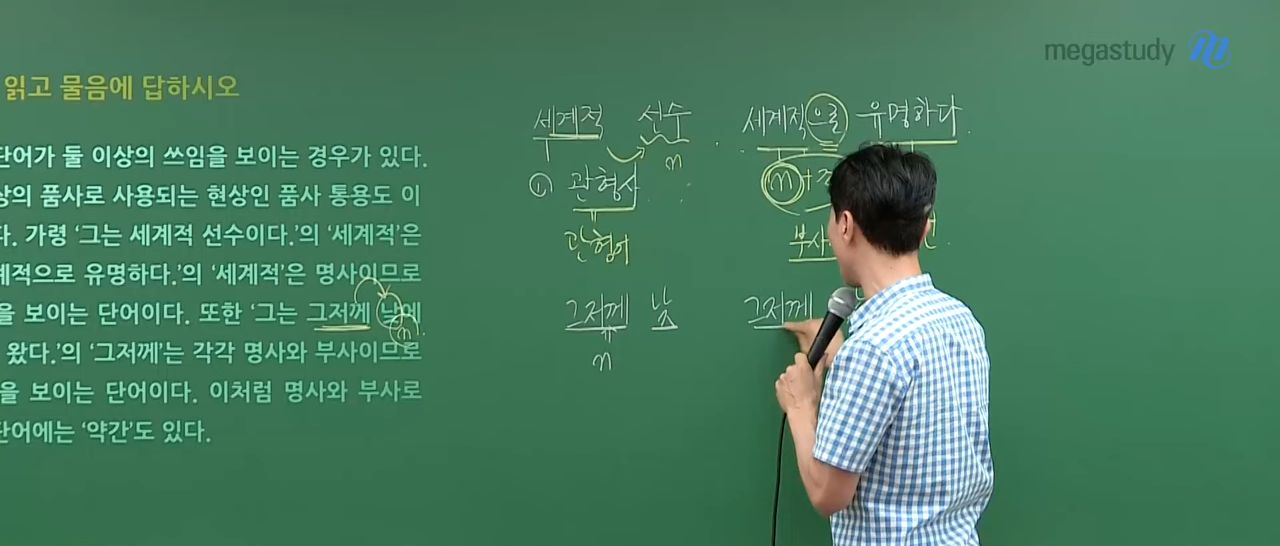 megastudy
읽고 물음에 답하시오
단어가 둘 이상의 쓰임을 보이는 경우가 있다.
상의 품사로 사용되는 현상인 품사 통용도 이
다. 가령 ‘그는 세계적 선수이다.’의 ‘세계적’은
계적으로 유명하다.’의 ‘세계적’은 명사이므로
을 보이는 단어이다. 또한 ‘그는 그저께 낮에
왔다.’의 ‘그저께’는 각각 명사와 부사이므로
을 보이는 단어이다. 이처럼 명사와 부사로
단어에는 ‘약간’도 있다.
n
세계적 선수
n
① 관형사
관형어
그저께 낮
n
세계적으로 유명하다.
n+
부사
그저께